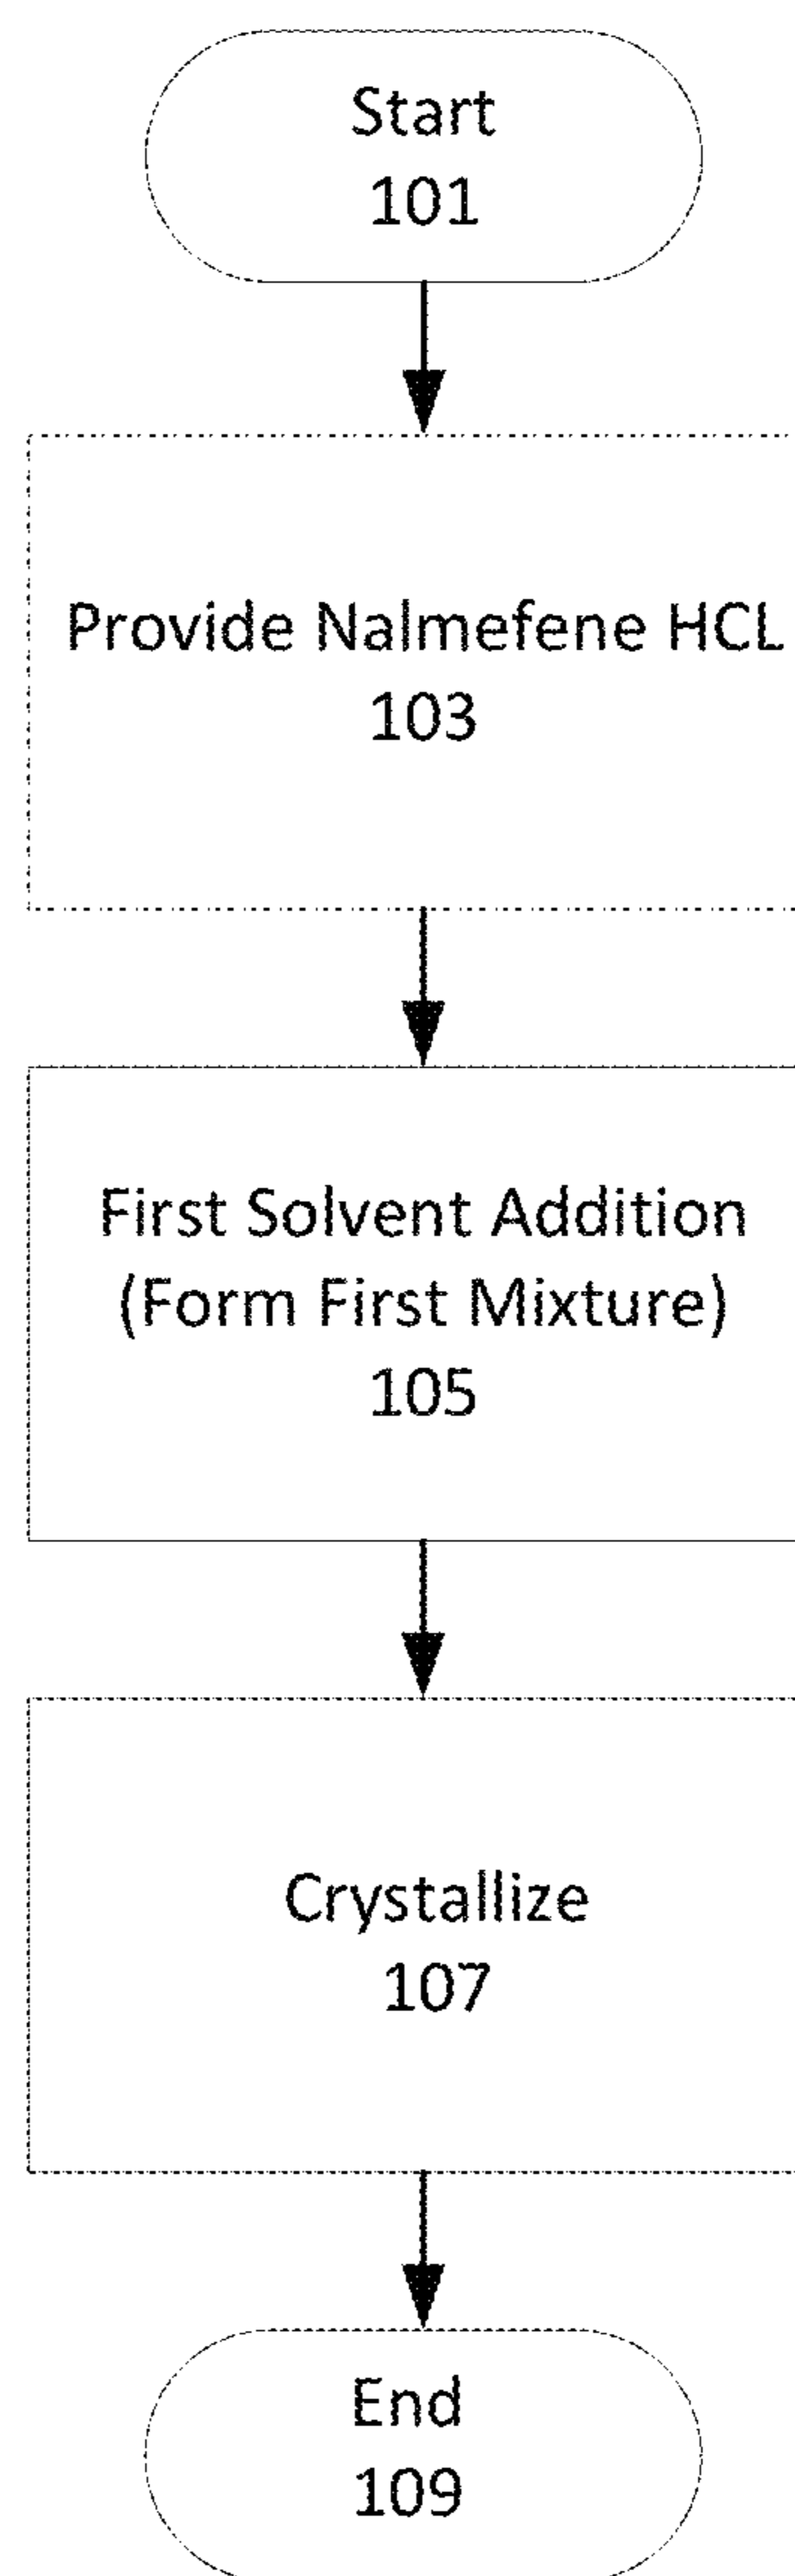 Start
101
Provide Nalmefene HCL
103
First Solvent Addition
(Form First Mixture)
105
Crystallize
107
End
109